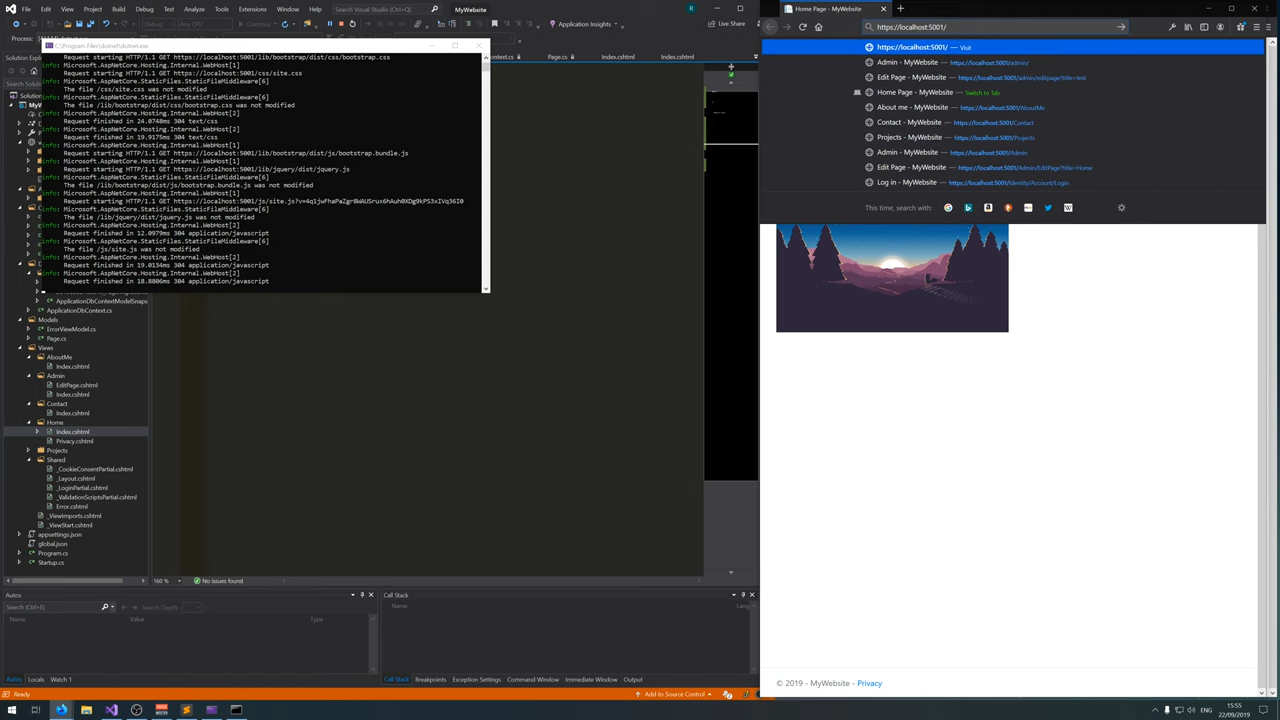 File Edit View Project Build Debug Test Analyze Tools Extensions Window Help Search Visual Studio (Ctrl+Q) MyWebsite
Continue Application Insights Live Share
C:\Program Files\dotnet\dotnet.exe
Request starting HTTP/1.1 GET https://localhost:5001/lib/bootstrap/dist/css/bootstrap.css
info: Microsoft.AspNetCore.Hosting.Internal.WebHost[1]
Request starting HTTP/1.1 GET https://localhost:5001/css/site.css
info: Microsoft.AspNetCore.StaticFiles.StaticFileMiddleware[6]
The file /css/site.css was not modified
info: Microsoft.AspNetCore.StaticFiles.StaticFileMiddleware[6]
The file /lib/bootstrap/dist/css/bootstrap.css was not modified
info: Microsoft.AspNetCore.Hosting.Internal.WebHost[2]
Request finished in 24.0748ms 304 text/css
info: Microsoft.AspNetCore.Hosting.Internal.WebHost[2]
Request finished in 19.9175ms 304 text/css
info: Microsoft.AspNetCore.Hosting.Internal.WebHost[1]
Request starting HTTP/1.1 GET https://localhost:5001/lib/bootstrap/dist/js/bootstrap.bundle.js
info: Microsoft.AspNetCore.Hosting.Internal.WebHost[1]
Request starting HTTP/1.1 GET https://localhost:5001/lib/jquery/dist/jquery.js
info: Microsoft.AspNetCore.StaticFiles.StaticFileMiddleware[6]
The file /lib/bootstrap/dist/js/bootstrap.bundle.js was not modified
info: Microsoft.AspNetCore.Hosting.Internal.WebHost[1]
Request starting HTTP/1.1 GET https://localhost:5001/js/site.js?v=4q1jwFhaPaZgr8WAUSrux6hAuh0XDg9kPS3xIVq36I0
info: Microsoft.AspNetCore.StaticFiles.StaticFileMiddleware[6]
The file /lib/jquery/dist/jquery.js was not modified
info: Microsoft.AspNetCore.Hosting.Internal.WebHost[2]
Request finished in 12.0979ms 304 application/javascript
info: Microsoft.AspNetCore.StaticFiles.StaticFileMiddleware[6]
The file /js/site.js was not modified
info: Microsoft.AspNetCore.Hosting.Internal.WebHost[2]
Request finished in 19.0134ms 304 application/javascript
info: Microsoft.AspNetCore.Hosting.Internal.WebHost[2]
Request finished in 18.8806ms 304 application/javascript
Page.cs Index.cshtml Index.cshtml
ApplicationDbContextModelSnaps
ApplicationDbContext.cs
Models
ErrorViewModel.cs
Page.cs
Views
AboutMe
Index.cshtml
Admin
EditPage.cshtml
Index.cshtml
Contact
Index.cshtml
Home
Index.cshtml
Privacy.cshtml
Projects
Shared
_CookieConsentPartial.cshtml
_Layout.cshtml
_LoginPartial.cshtml
_ValidationScriptsPartial.cshtml
Error.cshtml
_ViewImports.cshtml
_ViewStart.cshtml
appsettings.json
global.json
Program.cs
Startup.cs
160 % No issues found
Autos
Search (Ctrl+E) Search Depth:
Name Value Type
Autos Locals Watch 1
Call Stack
Name Lang
Call Stack Breakpoints Exception Settings Command Window Immediate Window Output
Ready Add to Source Control
Home Page - MyWebsite
https://localhost:5001/
https://localhost:5001/ — Visit
Admin - MyWebsite — https://localhost:5001/admin/
Edit Page - MyWebsite — https://localhost:5001/admin/editpage?title=test
Home Page - MyWebsite — Switch to Tab
About me - MyWebsite — https://localhost:5001/AboutMe
Contact - MyWebsite — https://localhost:5001/Contact
Projects - MyWebsite — https://localhost:5001/Projects
Admin - MyWebsite — https://localhost:5001/Admin
Edit Page - MyWebsite — https://localhost:5001/Admin/EditPage?title=Home
Log in - MyWebsite — https://localhost:5001/Identity/Account/Login
This time, search with:
© 2019 - MyWebsite - Privacy
ENG
15:55
22/09/2019